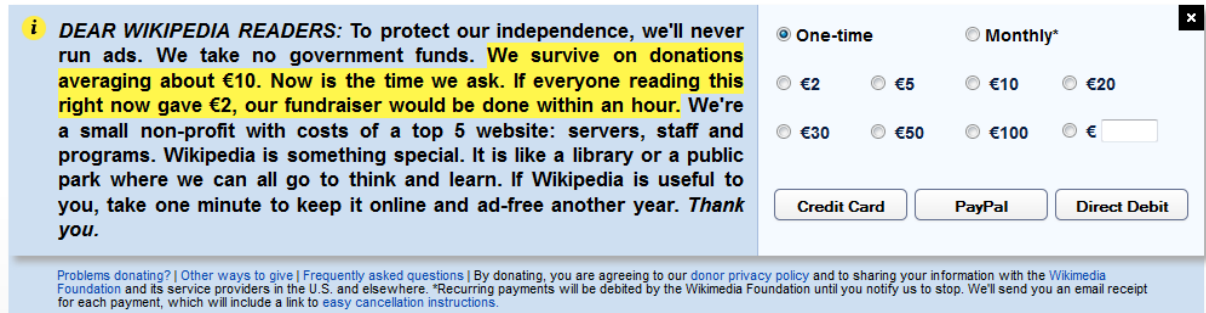 i DEAR WIKIPEDIA READERS: To protect our independence, we'll never
run ads. We take no government funds. We survive on donations
averaging about €10. Now is the time we ask. If everyone reading this
right now gave €2, our fundraiser would be done within an hour. We're
a small non-profit with costs of a top 5 website: servers, staff and
programs. Wikipedia is something special. It is like a library or a public
park where we can all go to think and learn. If Wikipedia is useful to
you, take one minute to keep it online and ad-free another year. Thank
you.
x
One-time Monthly*
€2 €5 €10 €20
€30 €50 €100 €
Credit Card PayPal Direct Debit
Problems donating? | Other ways to give | Frequently asked questions | By donating, you are agreeing to our donor privacy policy and to sharing your information with the Wikimedia
Foundation and its service providers in the U.S. and elsewhere. *Recurring payments will be debited by the Wikimedia Foundation until you notify us to stop. We'll send you an email receipt
for each payment, which will include a link to easy cancellation instructions.